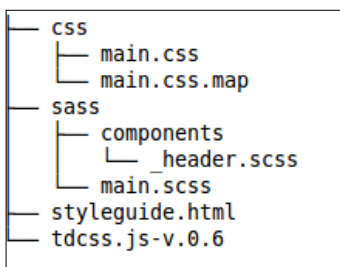 css
main.css
main.css.map
sass
components
_header.scss
main.scss
styleguide.html
tdcss.js-v.0.6